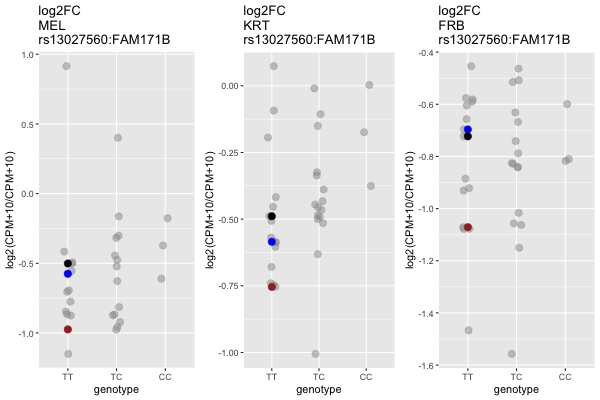 log2FC
MEL
rs13027560:FAM171B
log2(CPM+10/CPM+10 )
1.0
0.5
0.0
-0.5
-1.0
TT TC CC
genotype
log2FC
KRT
rs13027560:FAM171B
log2(CPM+10/CPM+10 )
0.00
-0.25
-0.50
-0.75
-1.00
TT TC CC
genotype
log2FC
FRB
rs13027560:FAM171B
log2(CPM+10/CPM+10 )
-0.4
-0.6
-0.8
-1.0
-1.2
-1.4
-1.6
TT TC CC
genotype